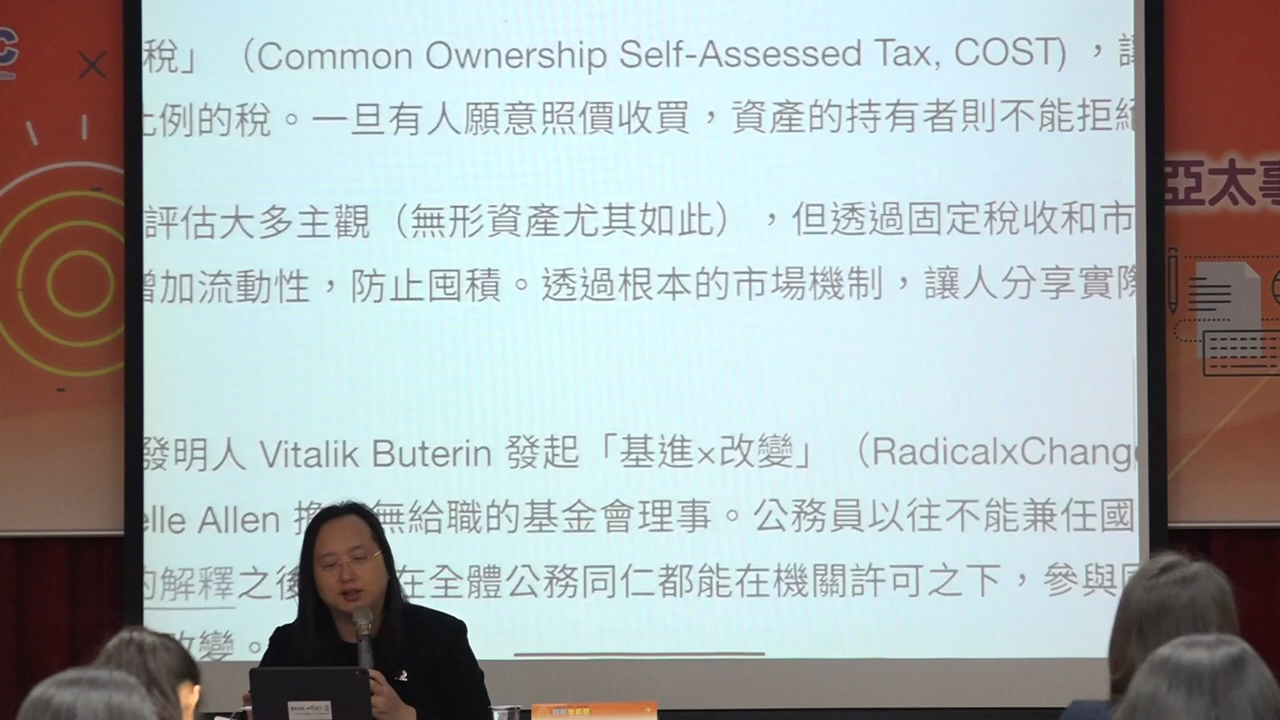 稅」（Common Ownership Self-Assessed Tax, COST），
例的稅。一旦有人願意照價收買，資產的持有者則不能拒絕
評估大多主觀（無形資產尤其如此），但透過固定稅收和市
增加流動性，防止囤積。透過根本的市場機制，讓人分享實際
發明人 Vitalik Buterin 發起「基進×改變」（RadicalxChange
elle Allen 無給職的基金會理事。公務員以往不能兼任國
的解釋之後 在全體公務同仁都能在機關許可之下，參與
改變。
C ×
亞太